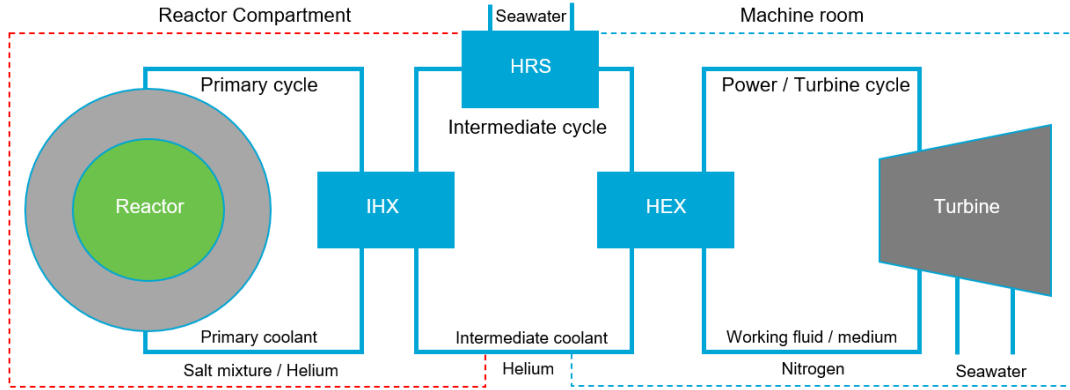 Reactor Compartment
Seawater
Machine room
HRS
Primary cycle
Power / Turbine cycle
Intermediate cycle
Reactor
IHX
HEX
Turbine
Primary coolant
Intermediate coolant
Working fluid / medium
Salt mixture / Helium
Helium
Nitrogen
Seawater